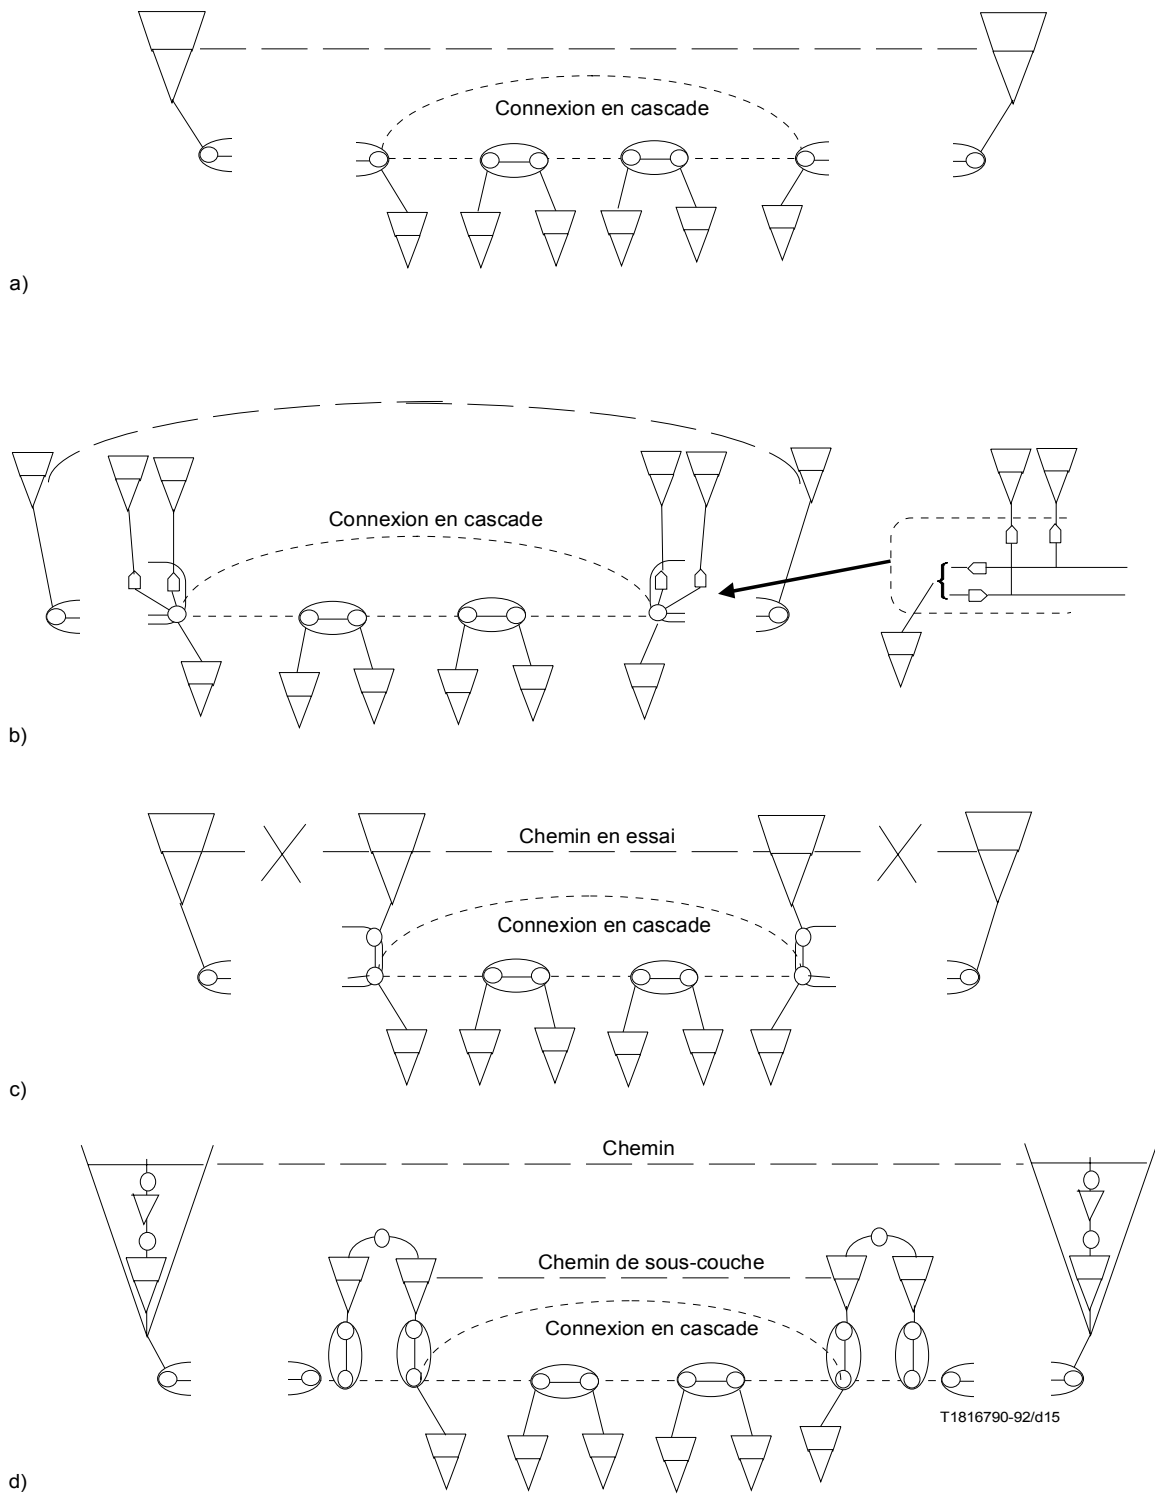 Connexion en cascade
a)
Connexion en cascade
b)
Chemin en essai
Connexion en cascade
c)
Chemin
Chemin de sous-couche
Connexion en cascade
T1816790-92/d15
d)